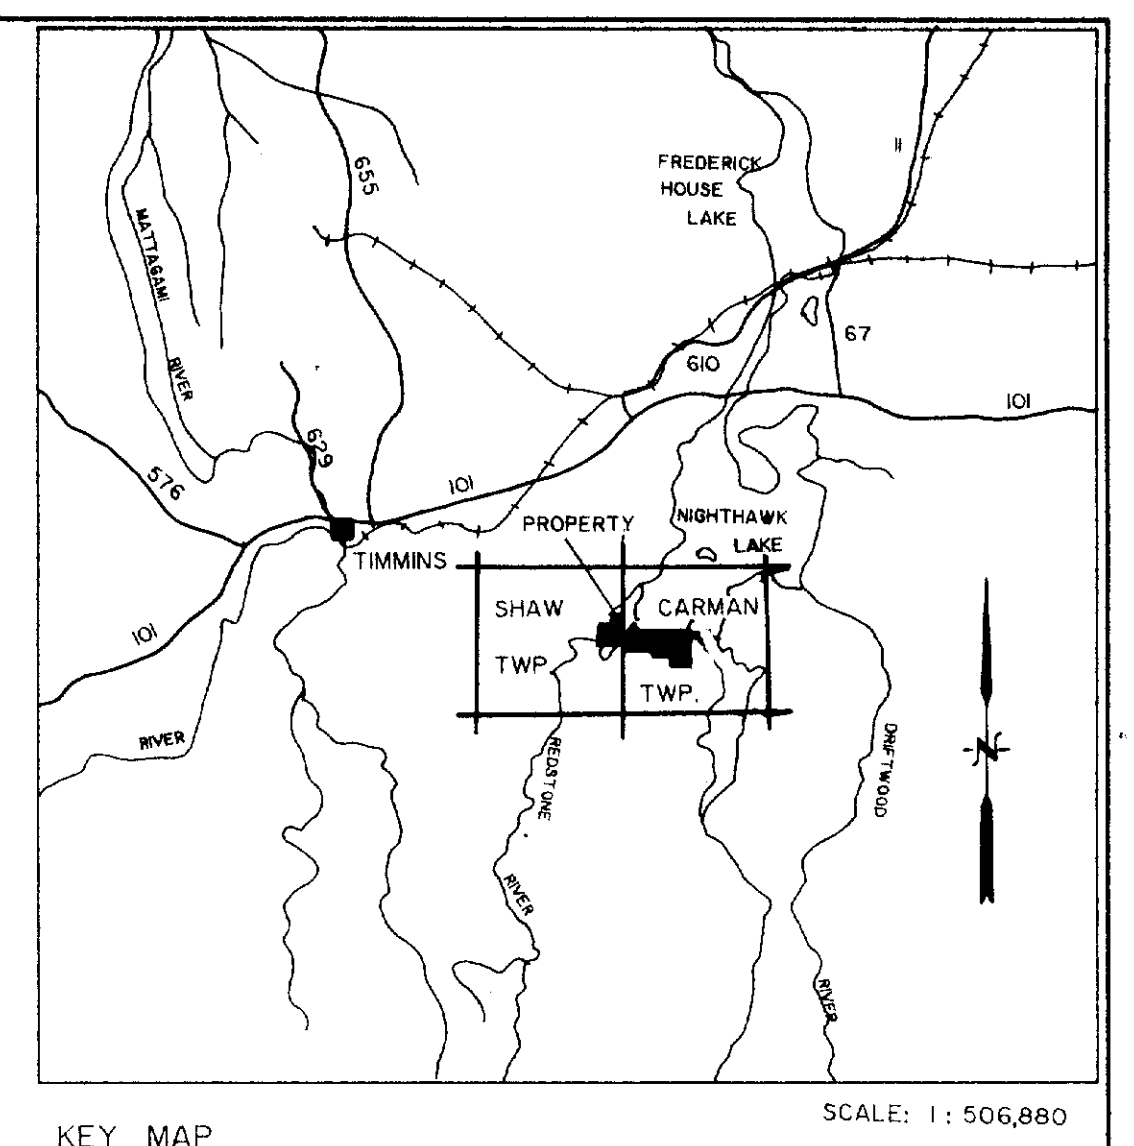 FREDERICK
HOUSE
LAKE
11
655
MATTAGAMI
RIVER
67
610
101
629
576
101
PROPERTY
NIGHTHAWK
LAKE
TIMMINS
SHAW
TWP.
CARMAN
TWP.
101
RIVER
REDSTONE
RIVER
DRIFTWOOD
RIVER
N
SCALE: 1 : 506,880
KEY MAP